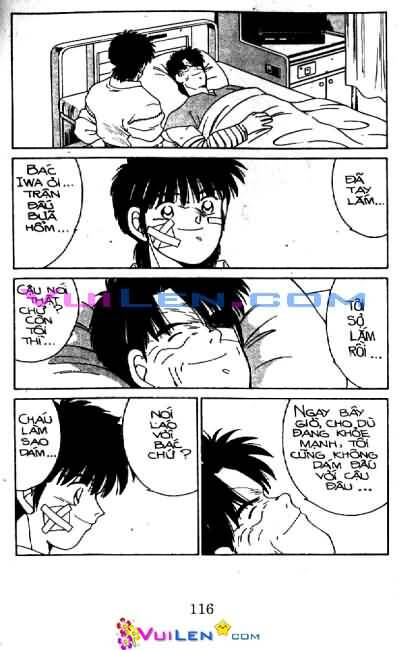 BÁC
IWA ƠI...
TRẬN
ĐẤU
BỮA
HÔM...
ĐÃ
TAY
LẮM...
CẬU NÓI
THẬT
CHỨ?
CÒN
TÔI
THÌ...
TÔI
SỢ
LẮM
RỒI...
VUILEN.COM
CHÁU
LÀM
SAO
DÁM...
NÓI
LÁO
VỚI
BÁC
CHỨ?
NGAY BÂY
GIỜ, CHO DÙ
ĐANG KHỎE
MẠNH, TÔI
CŨNG KHÔNG
DÁM ĐẤU
VỚI CẬU
ĐÂU...
116
VUILEN.COM